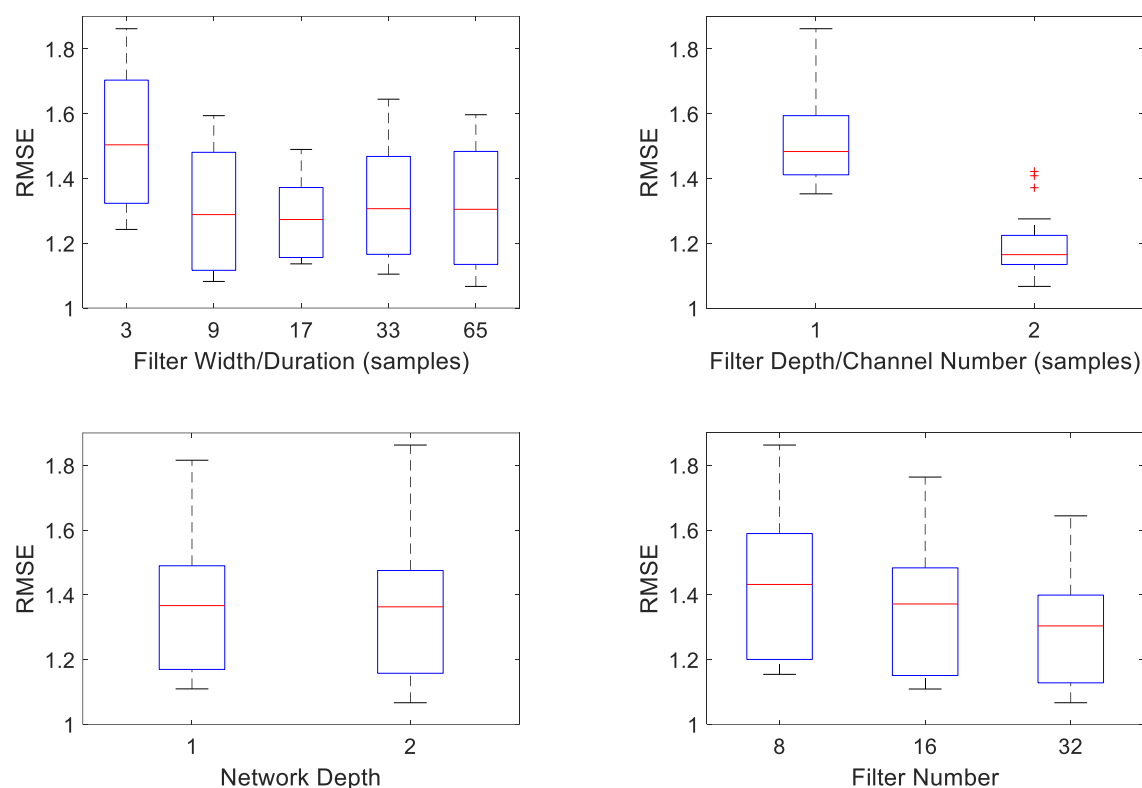 1.8
1.6
1.4
1.2
1
RMSE
3 9 17 33 65
Filter Width/Duration (samples)
1.8
1.6
1.4
1.2
1
RMSE
1 2
Filter Depth/Channel Number (samples)
1.8
1.6
1.4
1.2
1
RMSE
1 2
Network Depth
1.8
1.6
1.4
1.2
1
RMSE
8 16 32
Filter Number